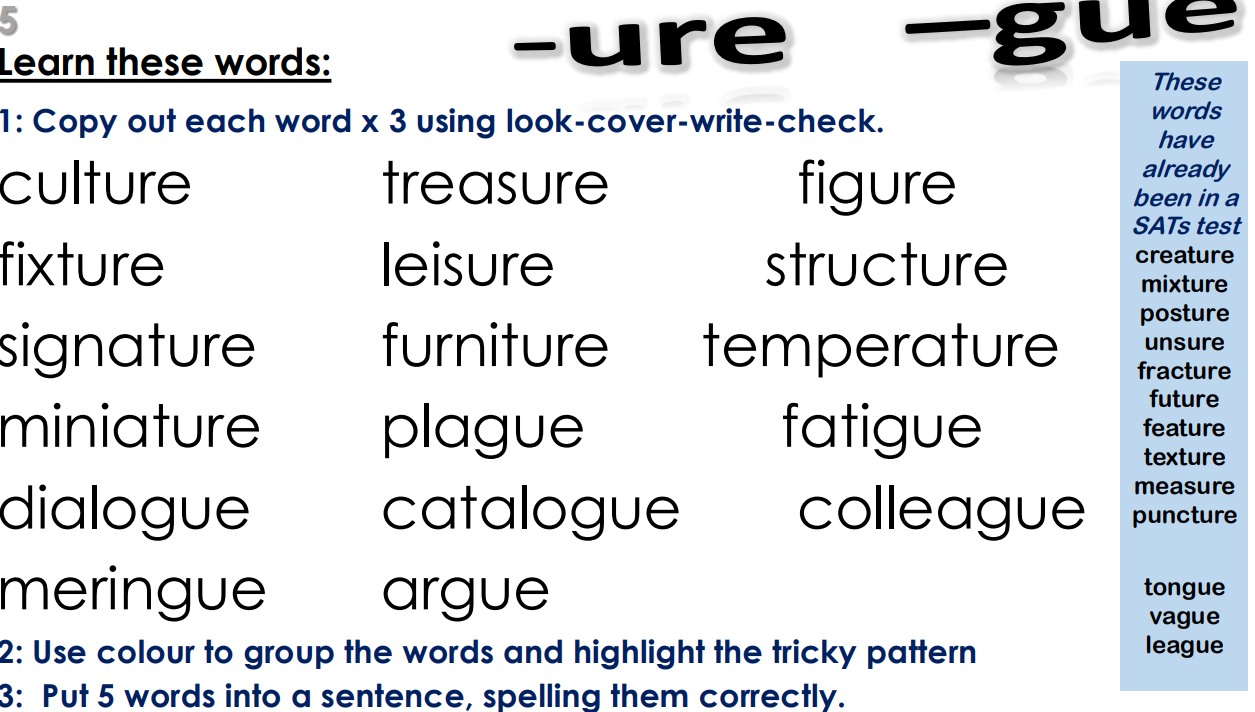 5
-ure –gue
Learn these words:
1: Copy out each word x 3 using look-cover-write-check.
culture treasure figure
fixture leisure structure
signature furniture temperature
miniature plague fatigue
dialogue catalogue colleague
meringue argue
2: Use colour to group the words and highlight the tricky pattern
3: Put 5 words into a sentence, spelling them correctly.
These
words
have
already
been in a
SATs test
creature
mixture
posture
unsure
fracture
future
feature
texture
measure
puncture
tongue
vague
league